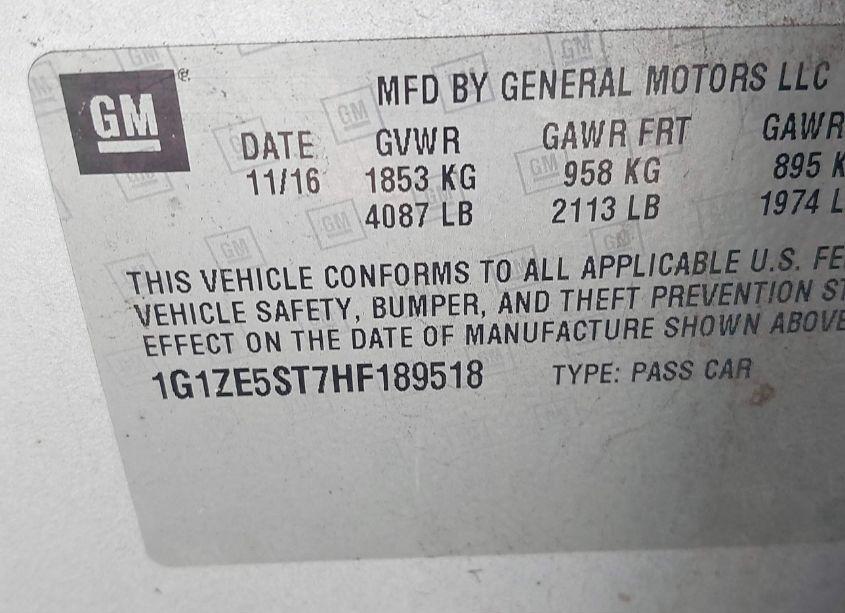 GM
MFD BY GENERAL MOTORS LLC
DATE GVWR GAWR FRT GAWR
11/16 1853 KG 958 KG 895 K
4087 LB 2113 LB 1974 L
THIS VEHICLE CONFORMS TO ALL APPLICABLE U.S. FE
VEHICLE SAFETY, BUMPER, AND THEFT PREVENTION ST
EFFECT ON THE DATE OF MANUFACTURE SHOWN ABOVE
1G1ZE5ST7HF189518 TYPE: PASS CAR